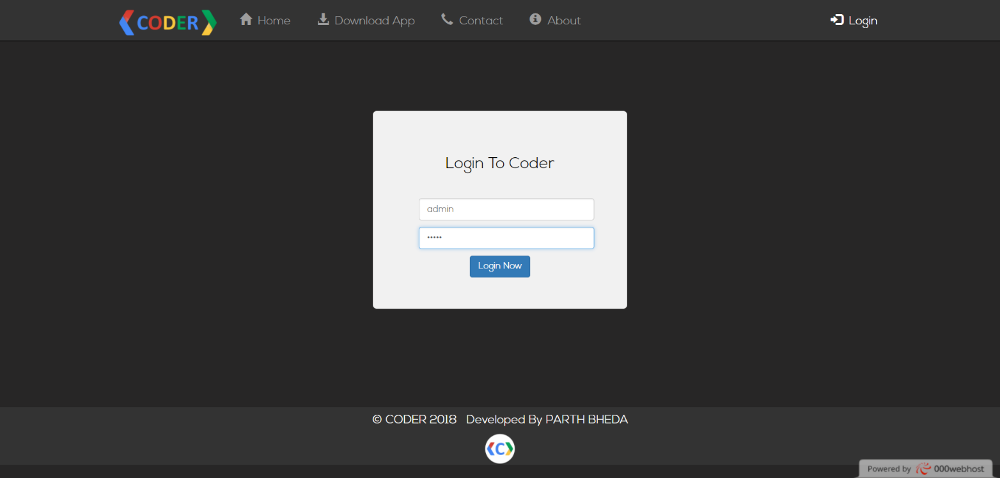 CODER Home Download App Contact About Login
Login To Coder
admin
•••••
Login Now
© CODER 2018 Developed By PARTH BHEDA
C
Powered by 000webhost